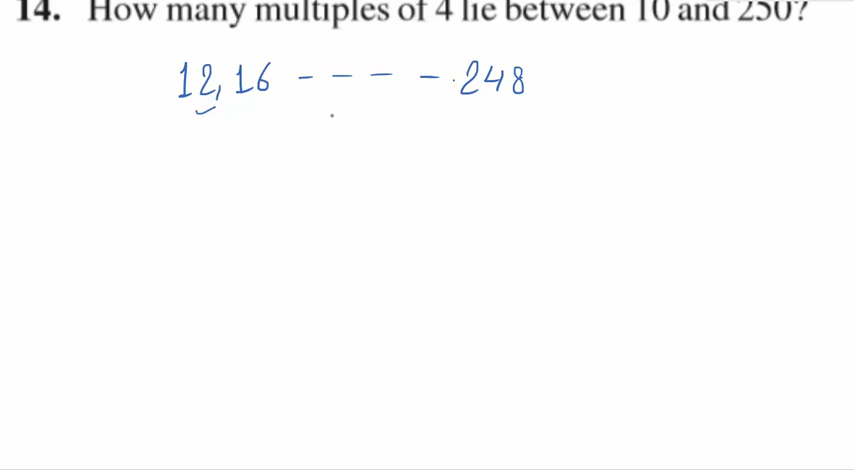 14. How many multiples of 4 lie between 10 and 250?
12, 16 - - - - . 248